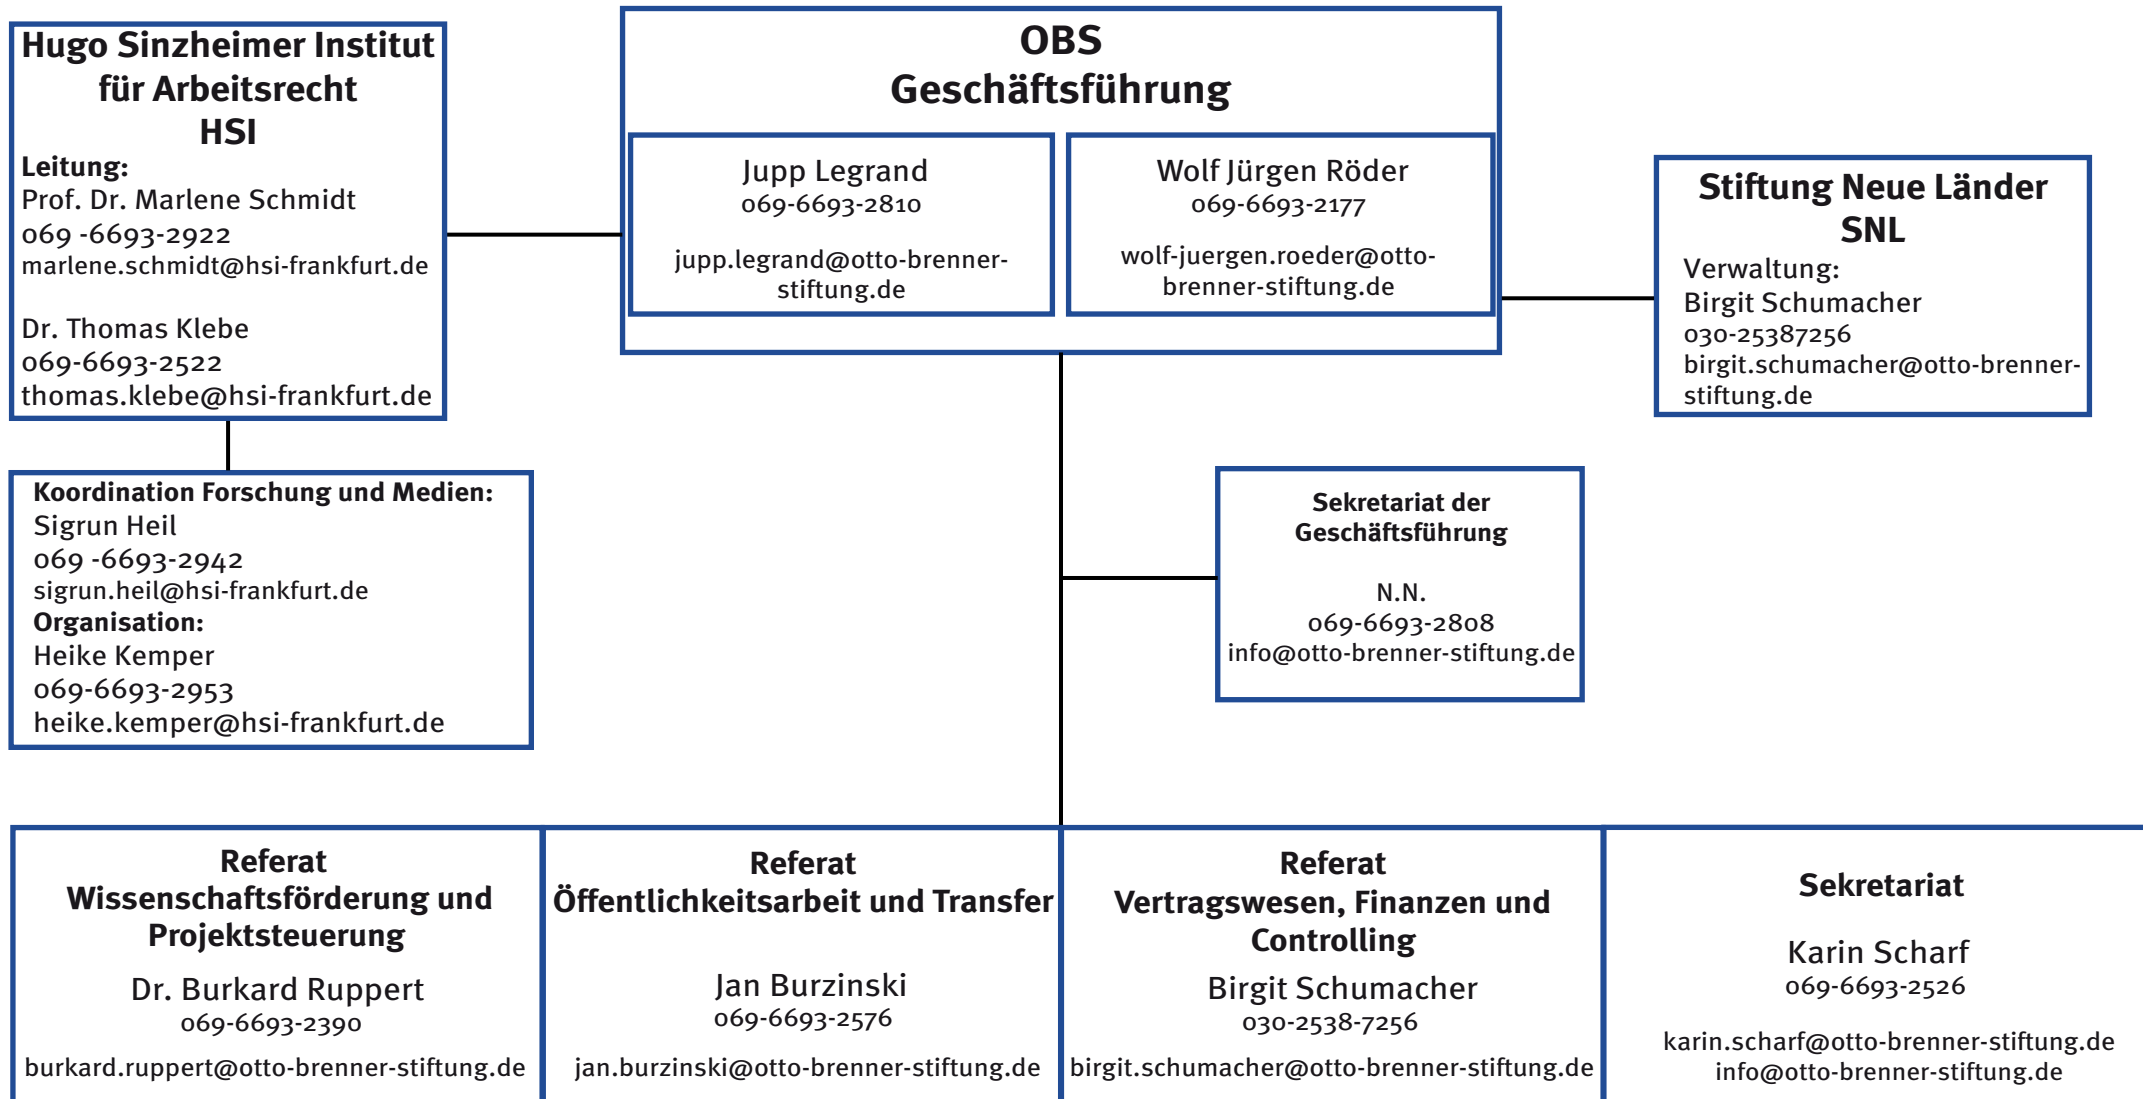 Hugo Sinzheimer Institut
für Arbeitsrecht
HSI
Leitung:
Prof. Dr. Marlene Schmidt
069 -6693-2922
marlene.schmidt@hsi-frankfurt.de
Dr. Thomas Klebe
069-6693-2522
thomas.klebe@hsi-frankfurt.de
OBS
Geschäftsführung
Jupp Legrand
069-6693-2810
jupp.legrand@otto-brenner-
stiftung.de
Wolf Jürgen Röder
069-6693-2177
wolf-juergen.roeder@otto-
brenner-stiftung.de
Stiftung Neue Länder
SNL
Verwaltung:
Birgit Schumacher
030-25387256
birgit.schumacher@otto-brenner-
stiftung.de
Koordination Forschung und Medien:
Sigrun Heil
069 -6693-2942
sigrun.heil@hsi-frankfurt.de
Organisation:
Heike Kemper
069-6693-2953
heike.kemper@hsi-frankfurt.de
Sekretariat der
Geschäftsführung
N.N.
069-6693-2808
info@otto-brenner-stiftung.de
Referat
Wissenschaftsförderung und
Projektsteuerung
Dr. Burkard Ruppert
069-6693-2390
burkard.ruppert@otto-brenner-stiftung.de
Referat
Öffentlichkeitsarbeit und Transfer
Jan Burzinski
069-6693-2576
jan.burzinski@otto-brenner-stiftung.de
Referat
Vertragswesen, Finanzen und
Controlling
Birgit Schumacher
030-2538-7256
birgit.schumacher@otto-brenner-stiftung.de
Sekretariat
Karin Scharf
069-6693-2526
karin.scharf@otto-brenner-stiftung.de
info@otto-brenner-stiftung.de